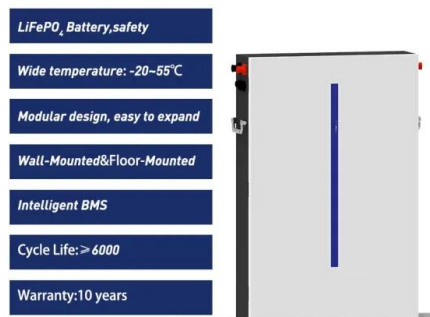 LiFePO4 Battery,safety
Wide temperature: -20~55℃
Modular design, easy to expand
Wall-Mounted&Floor-Mounted
Intelligent BMS
Cycle Life:≥6000
Warranty:10 years